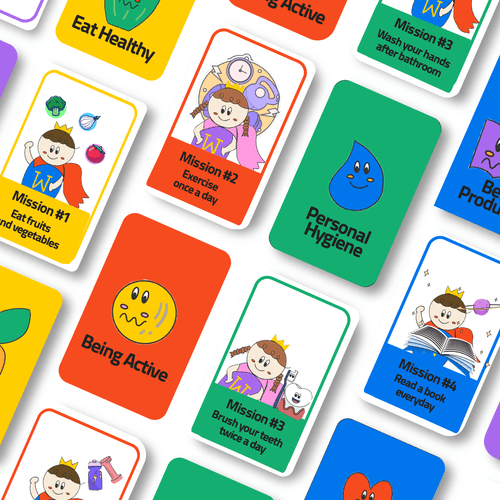 Eat Healthy
Being Active
Mission #3
Wash your hands
after bathroom
Mission #1
Eat fruits
and vegetables
Mission #2
Exercise
once a day
Personal
Hygiene
Be
Produ
Being Active
Mission #3
Brush your teeth
twice a day
Mission #4
Read a book
everyday